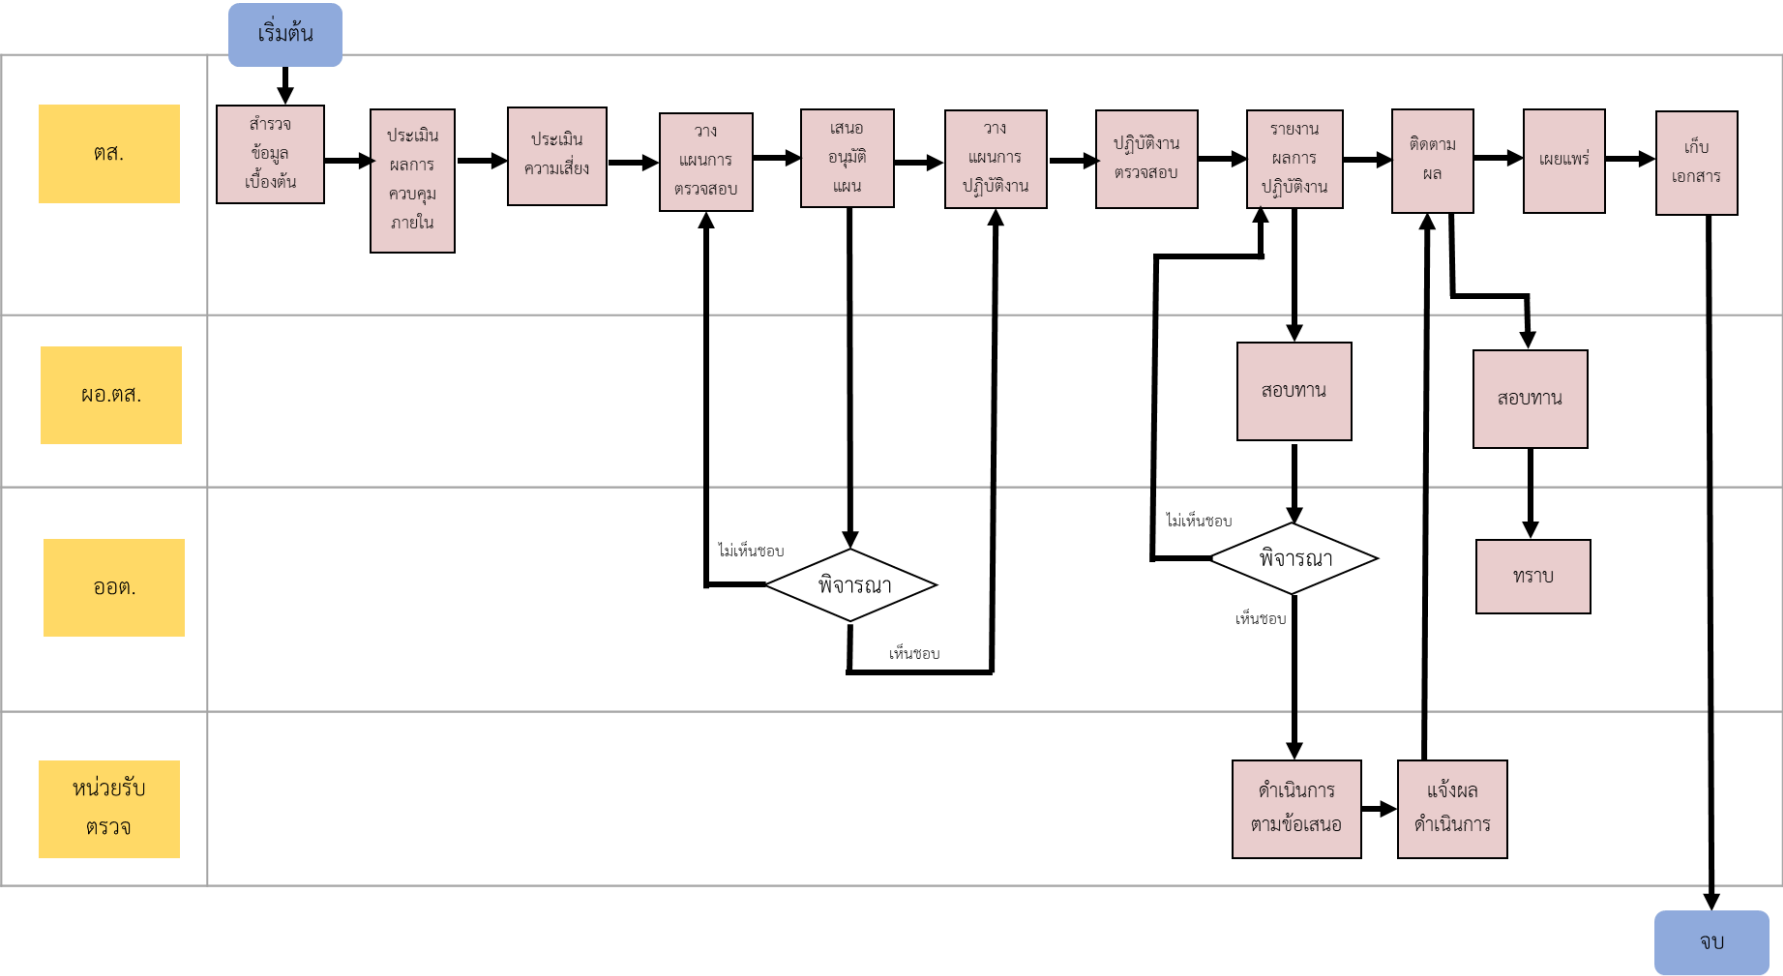 เริ่มต้น
ตส.
สำรวจ
ข้อมูล
เบื้องต้น
ประเมิน
ผลการ
ควบคุม
ภายใน
ประเมิน
ความเสี่ยง
วาง
แผนการ
ตรวจสอบ
เสนอ
อนุมัติ
แผน
วาง
แผนการ
ปฏิบัติงาน
ปฏิบัติงาน
ตรวจสอบ
รายงาน
ผลการ
ปฏิบัติงาน
ติดตาม
ผล
เผยแพร่
เก็บ
เอกสาร
ผอ.ตส.
สอบทาน
สอบทาน
ออต.
ไม่เห็นชอบ
พิจารณา
เห็นชอบ
ไม่เห็นชอบ
พิจารณา
เห็นชอบ
ทราบ
หน่วยรับ
ตรวจ
ดำเนินการ
ตามข้อเสนอ
แจ้งผล
ดำเนินการ
จบ